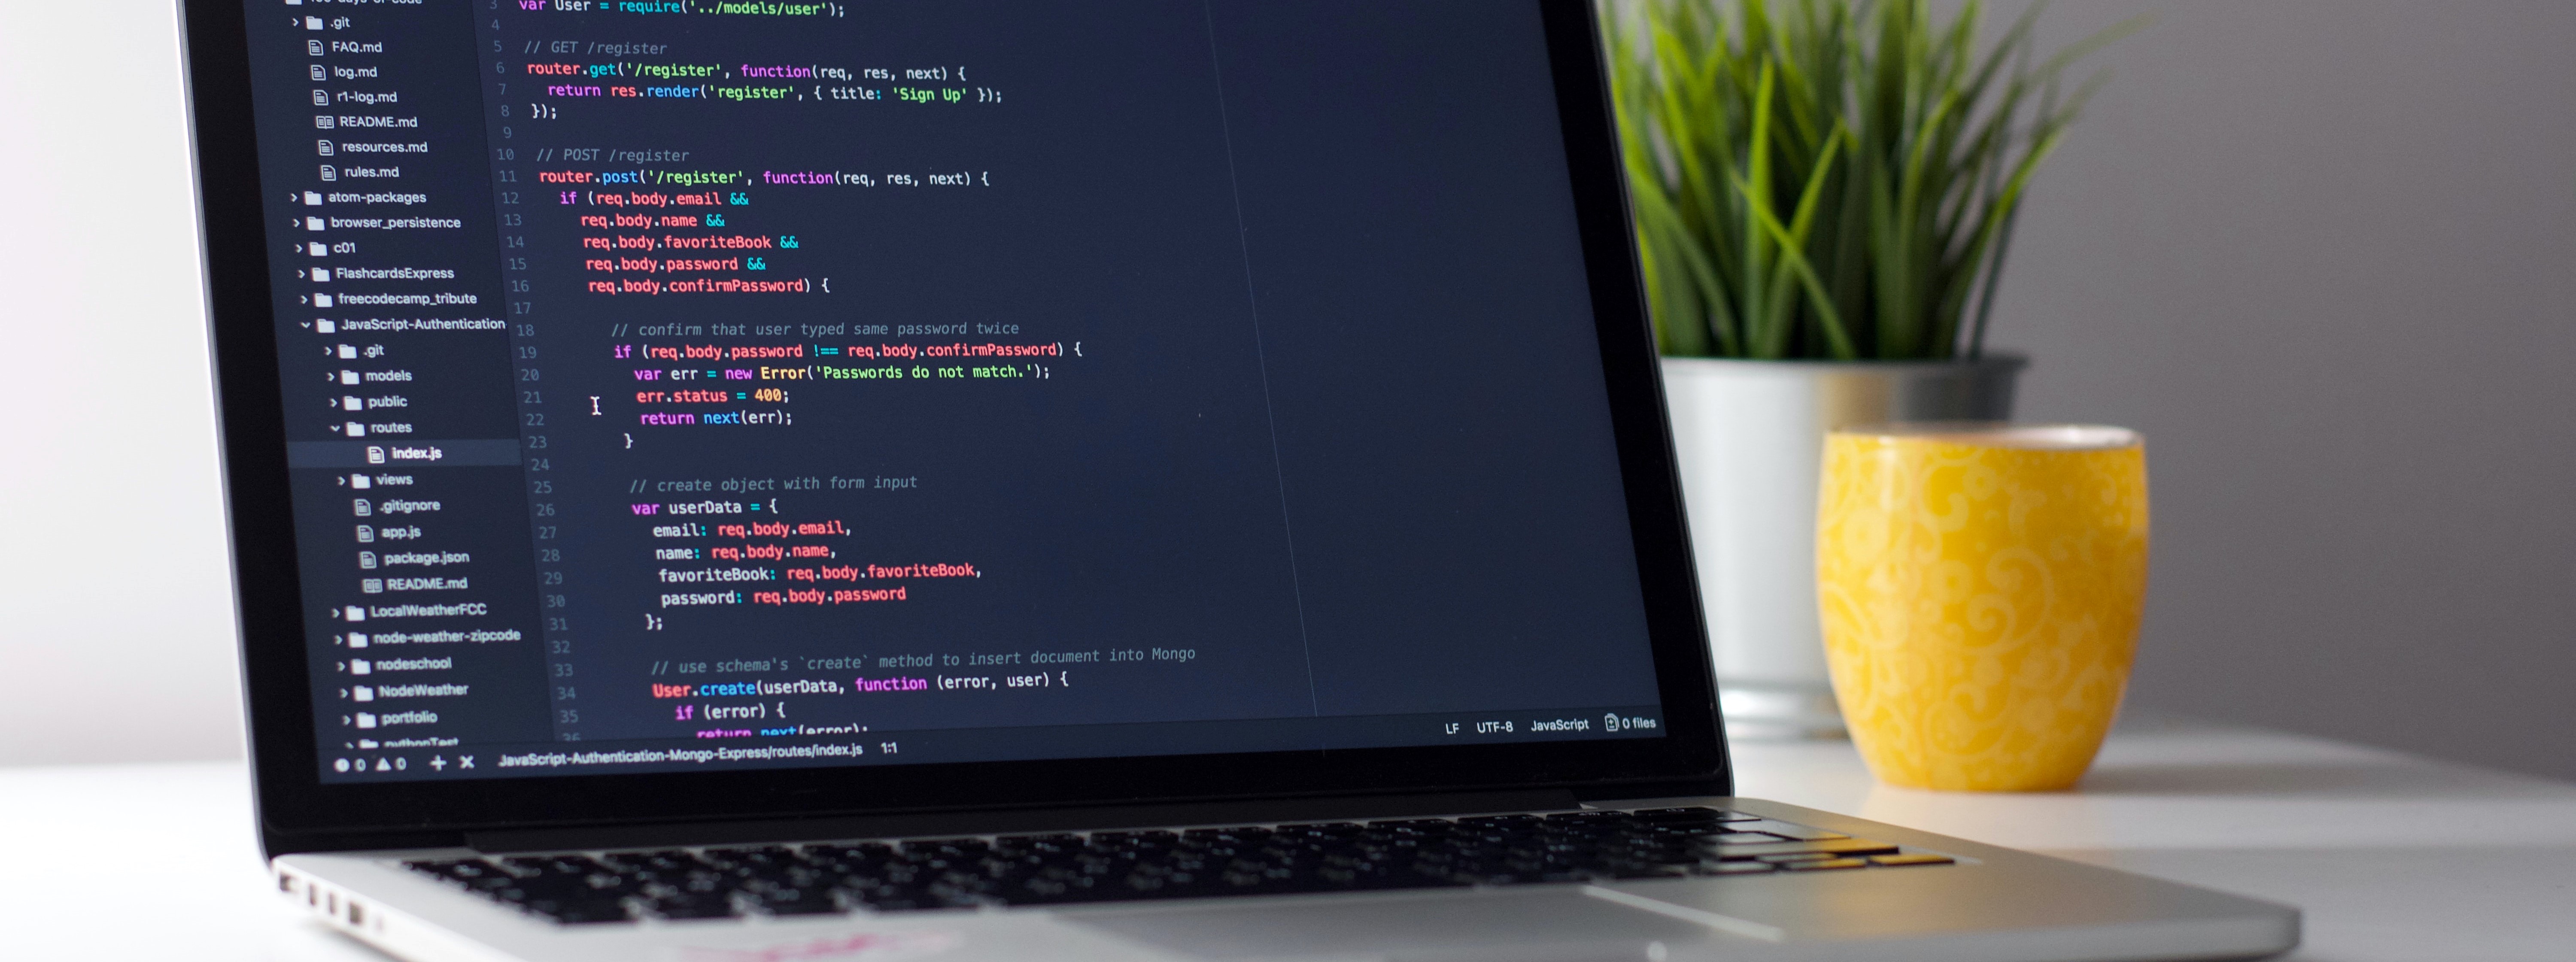 .git
FAQ.md
log.md
r1-log.md
README.md
resources.md
rules.md
atom-packages
browser_persistence
c01
FlashcardsExpress
freecodecamp_tribute
JavaScript-Authentication
.git
models
public
routes
index.js
views
.gitignore
app.js
package.json
README.md
LocalWeatherFCC
node-weather-zipcode
nodeschool
NodeWeather
portfolio
pythonTest
3 var User = require('../models/user');
4
5 // GET /register
6 router.get('/register', function(req, res, next) {
7 return res.render('register', { title: 'Sign Up' });
8 });
9
10 // POST /register
11 router.post('/register', function(req, res, next) {
12 if (req.body.email &&
13 req.body.name &&
14 req.body.favoriteBook &&
15 req.body.password &&
16 req.body.confirmPassword) {
17
18 // confirm that user typed same password twice
19 if (req.body.password !== req.body.confirmPassword) {
20 var err = new Error('Passwords do not match.');
21 err.status = 400;
22 return next(err);
23 }
24
25 // create object with form input
26 var userData = {
27 email: req.body.email,
28 name: req.body.name,
29 favoriteBook: req.body.favoriteBook,
30 password: req.body.password
31 };
32
33 // use schema's `create` method to insert document into Mongo
34 User.create(userData, function (error, user) {
35 if (error) {
36 return next(error);
0 0 JavaScript-Authentication-Mongo-Express/routes/index.js 1:1 LF UTF-8 JavaScript 0 files